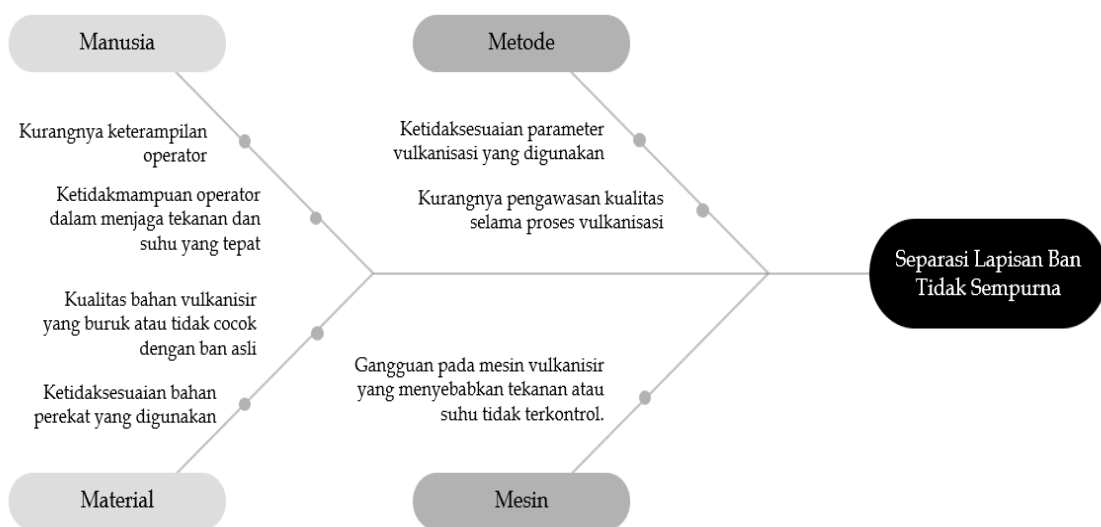 Manusia
Metode
Kurangnya keterampilan
operator
Ketidakmampuan operator
dalam menjaga tekanan dan
suhu yang tepat
Ketidaksesuaian parameter
vulkanisasi yang digunakan
Kurangnya pengawasan kualitas
selama proses vulkanisasi
Separasi Lapisan Ban
Tidak Sempurna
Kualitas bahan vulkanisir
yang buruk atau tidak cocok
dengan ban asli
Ketidaksesuaian bahan
perekat yang digunakan
Gangguan pada mesin vulkanisir
yang menyebabkan tekanan atau
suhu tidak terkontrol.
Material
Mesin